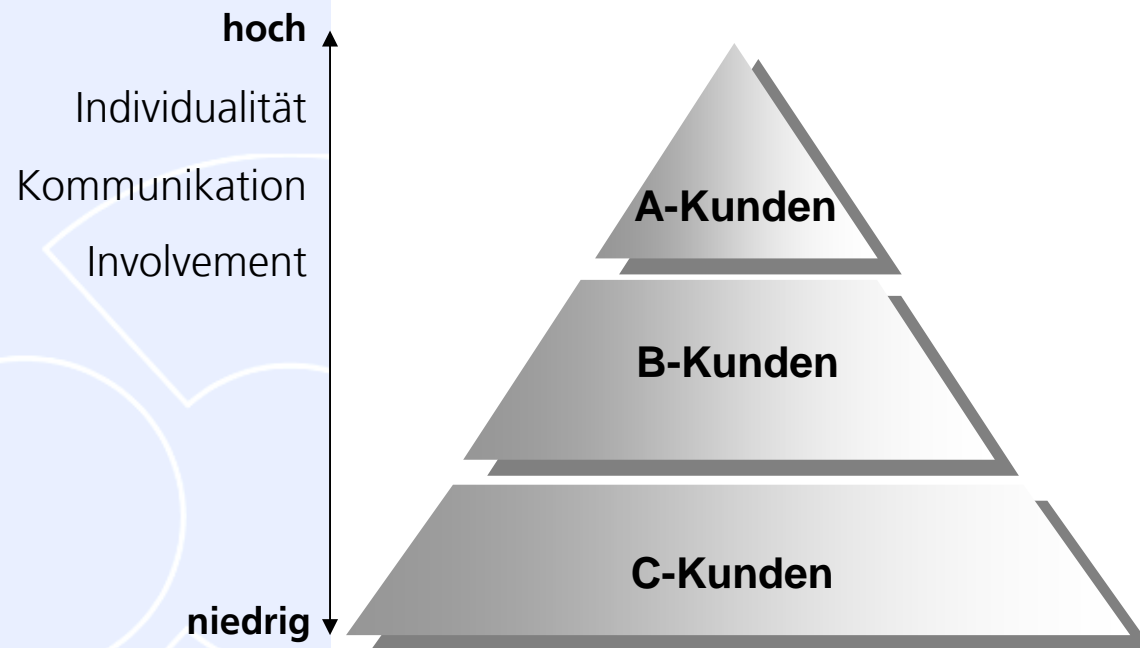 hoch
Individualität
Kommunikation
Involvement
niedrig
A-Kunden
B-Kunden
C-Kunden